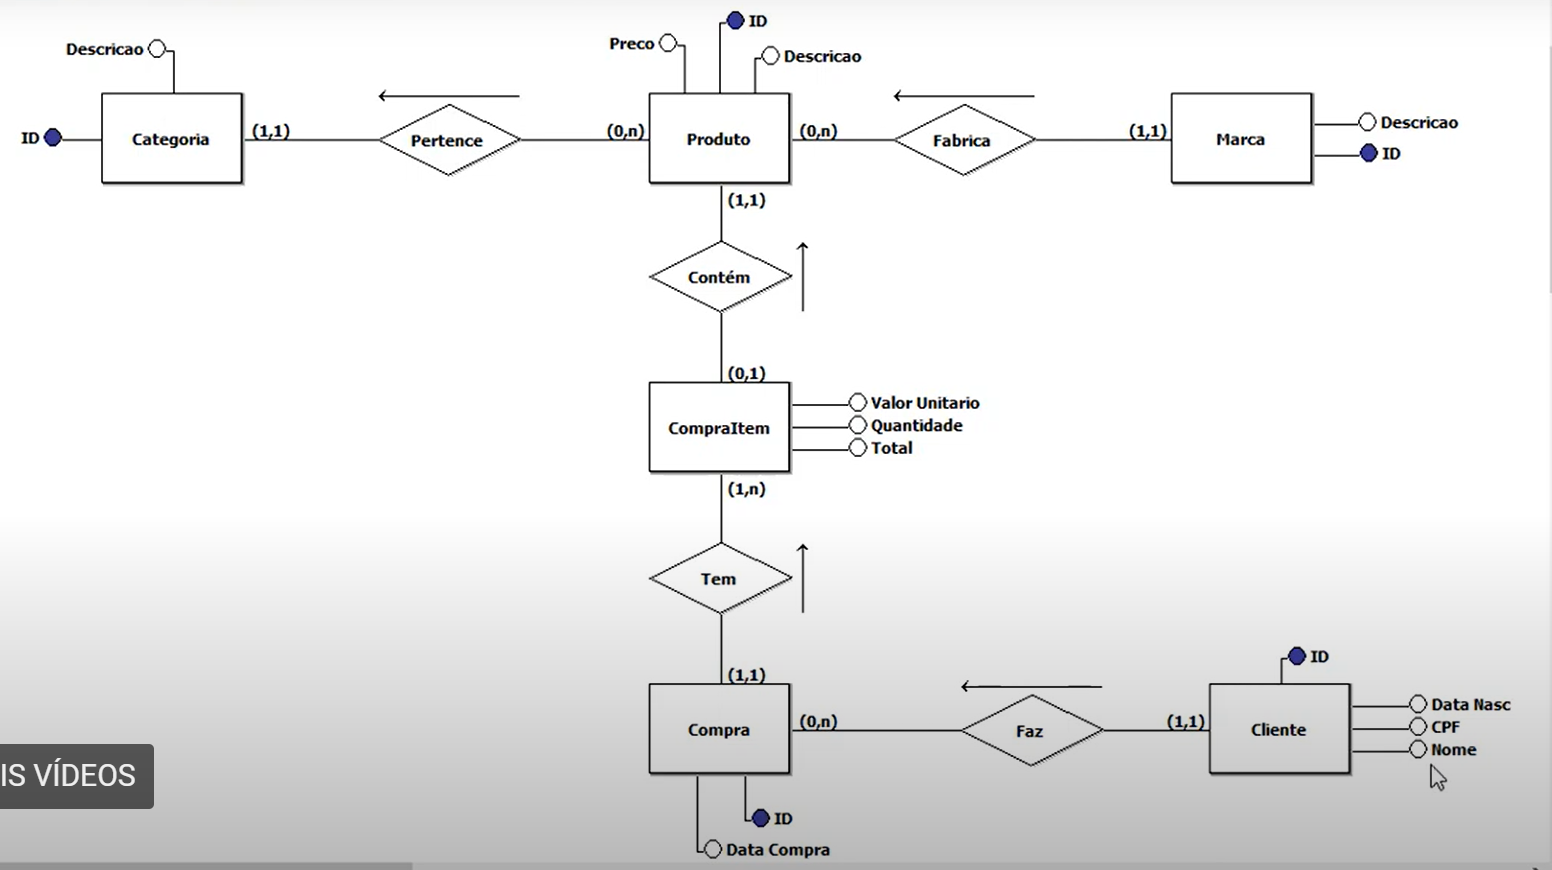 ID
Preco
Descricao
Descricao
ID
Categoria
(1,1)
Pertence
(0,n)
Produto
(0,n)
Fabrica
(1,1)
Marca
Descricao
ID
(1,1)
Contém
(0,1)
CompraItem
Valor Unitario
Quantidade
Total
(1,n)
Tem
(1,1)
Compra
(0,n)
Faz
(1,1)
Cliente
ID
Data Nasc
CPF
Nome
IS VÍDEOS
ID
Data Compra